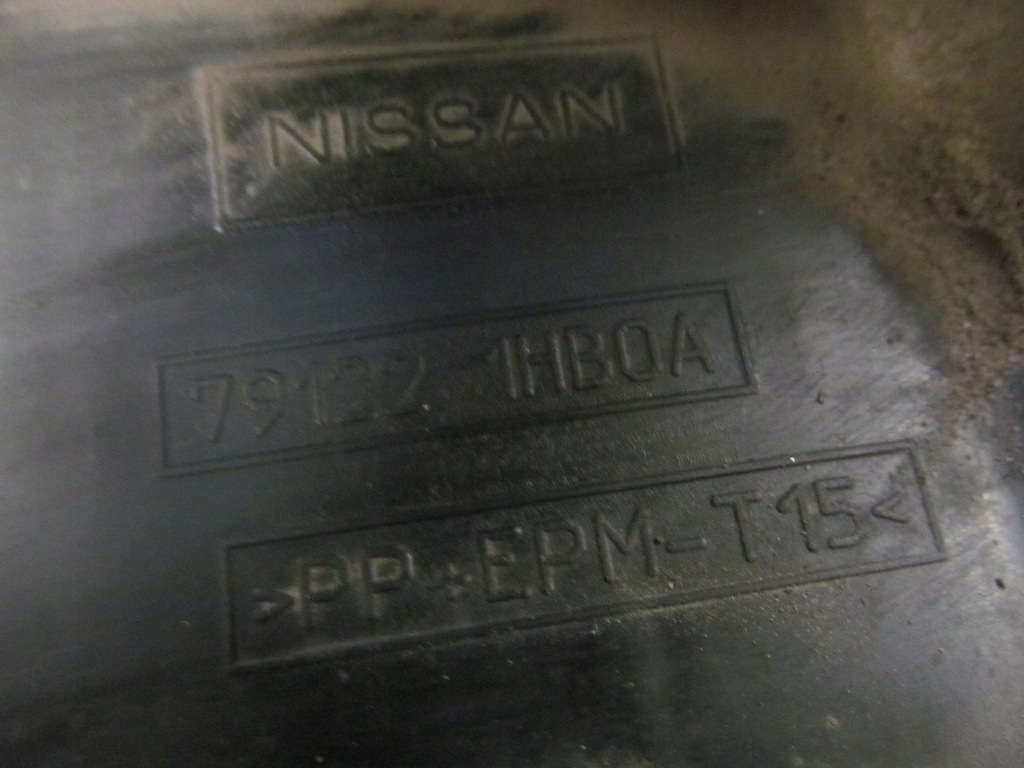 NISSAN
79122 1HB0A
>PP+EPM-T15<